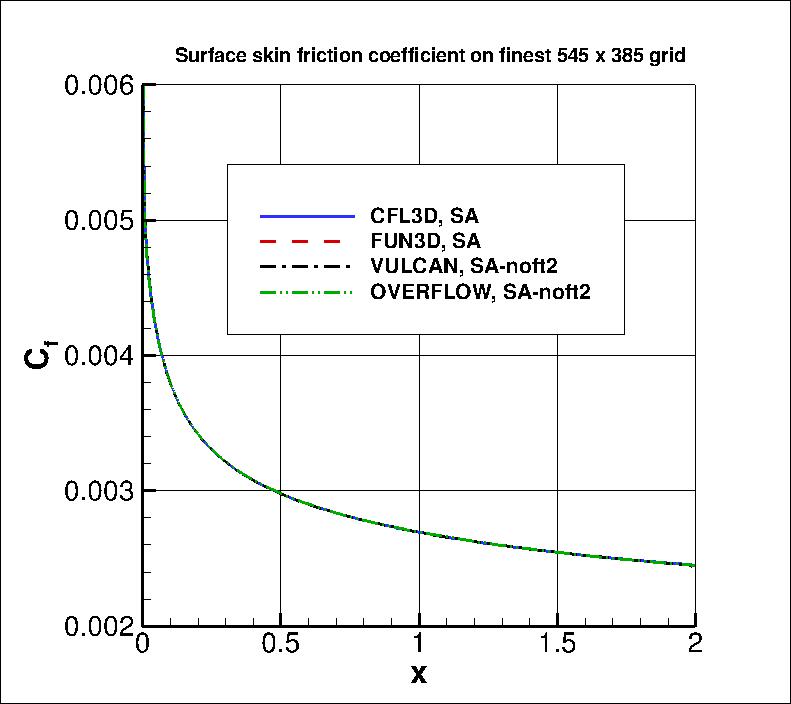 Surface skin friction coefficient on finest 545 x 385 grid
0.006
0.005
0.004
0.003
0.002
Cf
CFL3D, SA
FUN3D, SA
VULCAN, SA-noft2
OVERFLOW, SA-noft2
0 0.5 1 1.5 2
x